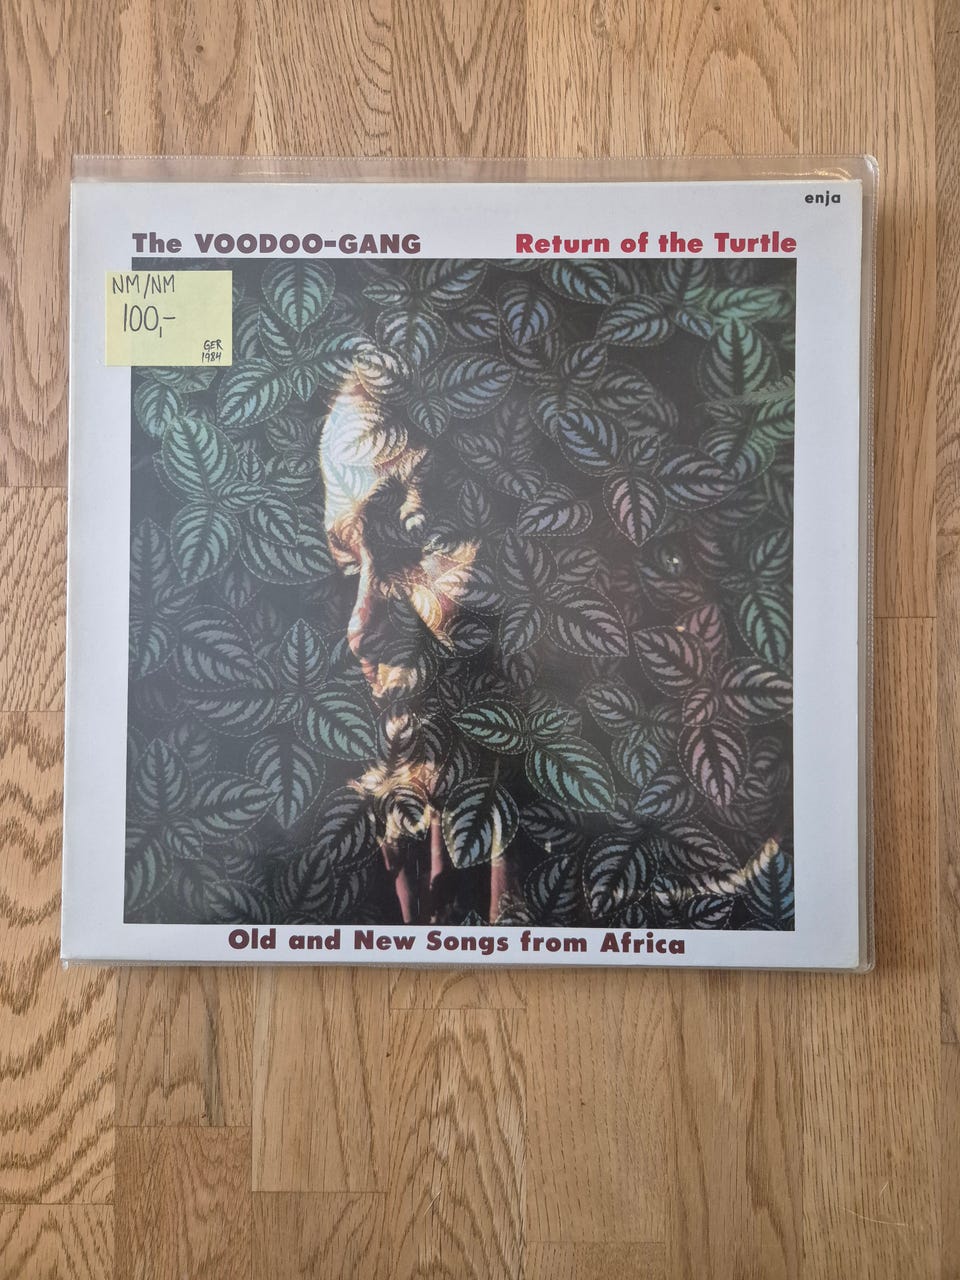 enja
The VOODOO-GANG
Return of the Turtle
NM/NM
100,-
GER
1984
Old and New Songs from Africa